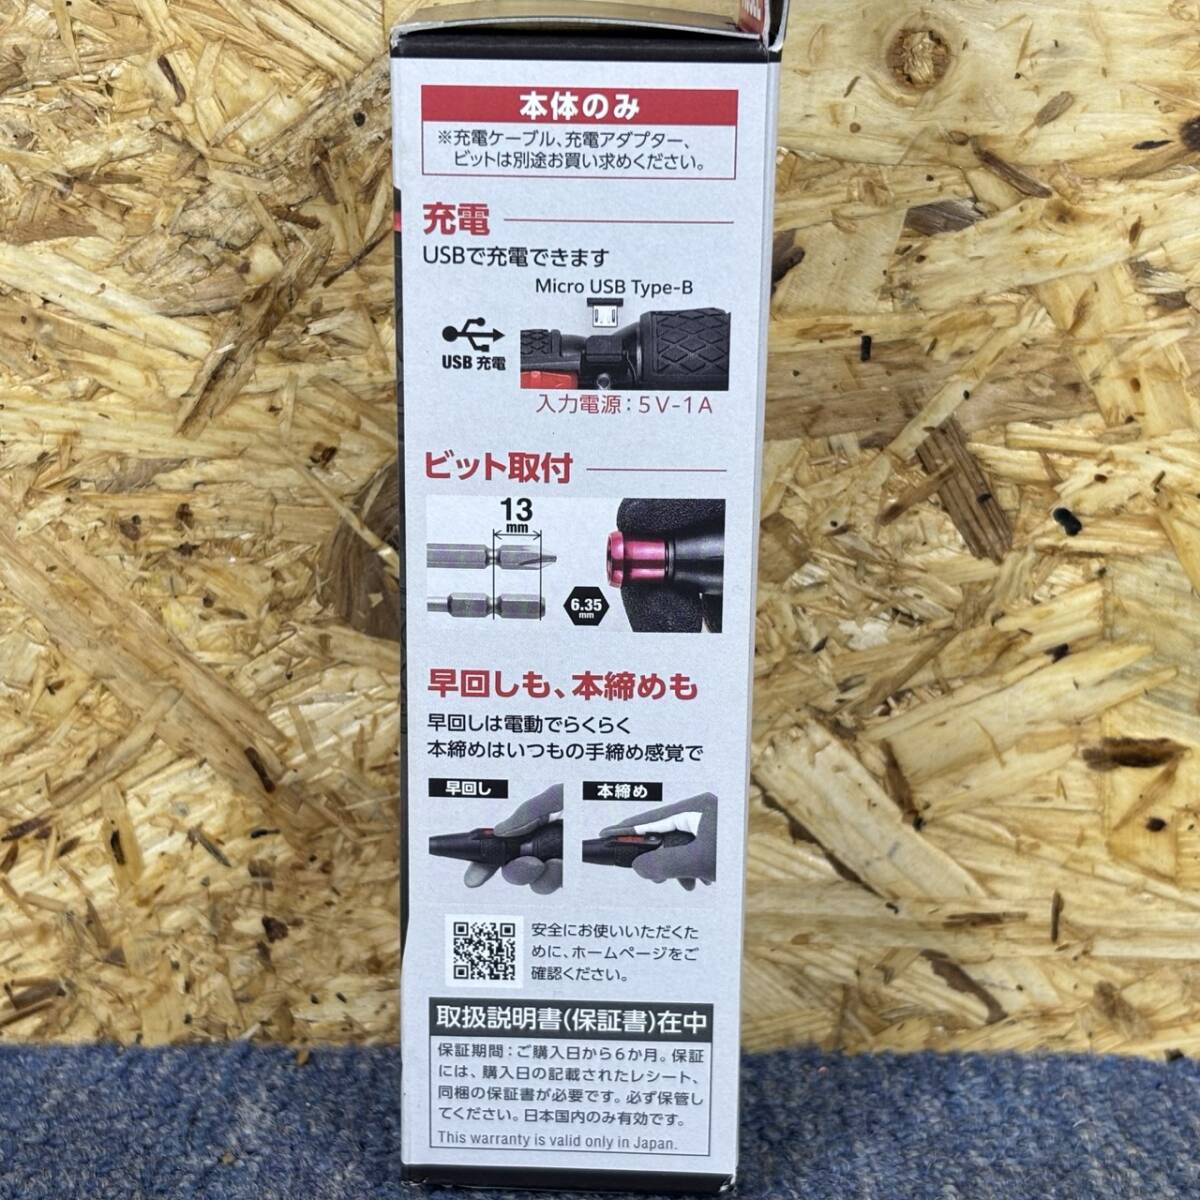 本体のみ
※充電ケーブル、充電アダプター、
ビットは別途お買い求めください。
充電
USBで充電できます
Micro USB Type-B
USB 充電
入力電源：5V-1A
ビット取付
13
mm
6.35
mm
早回しも、本締めも
早回しは電動でらくらく
本締めはいつもの手締め感覚で
早回し
本締め
安全にお使いいただくた
めに、ホームページをご
確認ください。
取扱説明書(保証書)在中
保証期間：ご購入日から6か月。保証
には、購入日の記載されたレシート、
同梱の保証書が必要です。必ず保管し
てください。日本国内のみ有効です。
This warranty is valid only in Japan.